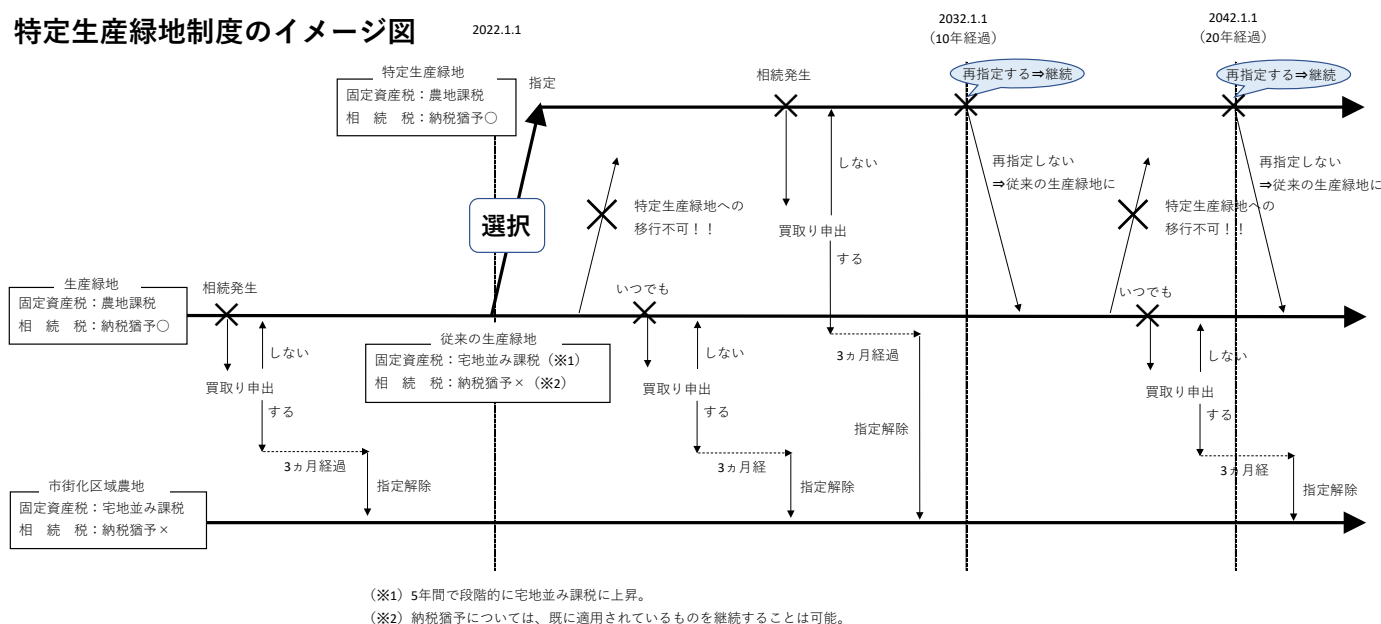 特定生産緑地制度のイメージ図
2022.1.1
2032.1.1
（10年経過）
2042.1.1
（20年経過）
特定生産緑地
固定資産税：農地課税
相　続　税：納税猶予○
指定
相続発生
再指定する⇒継続
再指定する⇒継続
しない
買取り申出
する
再指定しない
⇒従来の生産緑地に
再指定しない
⇒従来の生産緑地に
選択
特定生産緑地への
移行不可！！
特定生産緑地への
移行不可！！
生産緑地
固定資産税：農地課税
相　続　税：納税猶予○
相続発生
いつでも
いつでも
従来の生産緑地
固定資産税：宅地並み課税（※1）
相　続　税：納税猶予×（※2）
しない
買取り申出
する
3ヵ月経過
指定解除
しない
買取り申出
する
3ヵ月経
指定解除
3ヵ月経過
指定解除
しない
買取り申出
する
3ヵ月経
指定解除
市街化区域農地
固定資産税：宅地並み課税
相　続　税：納税猶予×
（※1）5年間で段階的に宅地並み課税に上昇。
（※2）納税猶予については、既に適用されているものを継続することは可能。